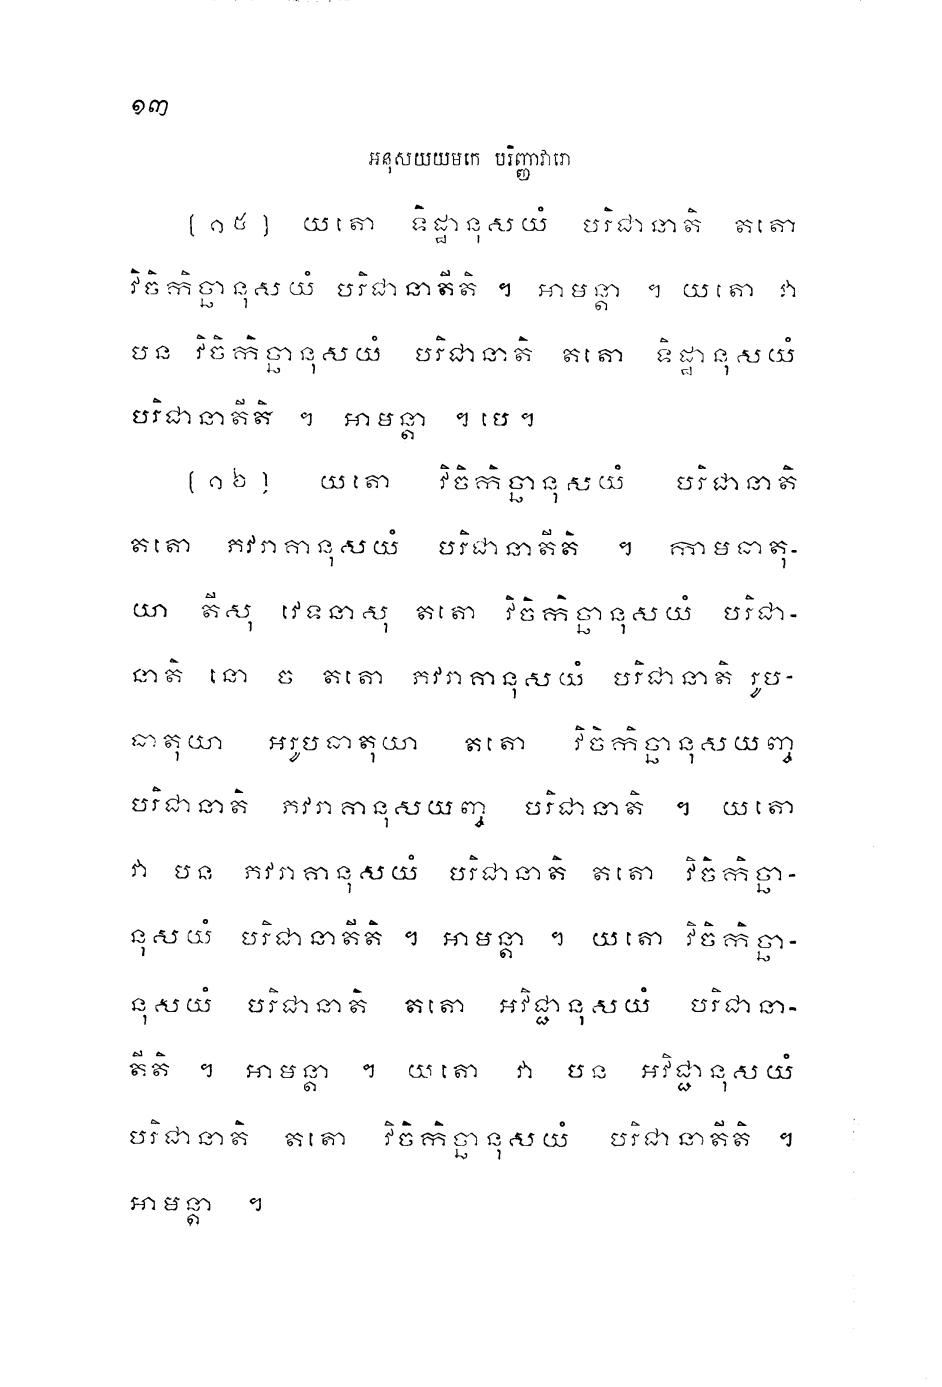 ១៣
អនុសយយមកេ បរិញ្ញាវារោ
[១៥] យតោ ទិដ្ឋានុសយំ បរិជានាតិ តតោ
វិចិកិច្ឆានុសយំ បរិជានាតីតិ ។ អាមន្តា ។ យតោ វា
បន វិចិកិច្ឆានុសយំ បរិជានាតិ តតោ ទិដ្ឋានុសយំ
បរិជានាតីតិ ។ អាមន្តា ។ បេ។
[១៦] យតោ វិចិកិច្ឆានុសយំ បរិជានាតិ
តតោ ភវរាគានុសយំ បរិជានាតីតិ ។ កាមធាតុ-
យា តីសុ វេទនាសុ តតោ វិចិកិច្ឆានុសយំ បរិជា-
នាតិ នោ ច តតោ ភវរាគានុសយំ បរិជានាតិ រូប-
ធាតុយា អរូបធាតុយា តតោ វិចិកិច្ឆានុសយញ្ច
បរិជានាតិ ភវរាគានុសយញ្ច បរិជានាតិ ។ យតោ
វា បន ភវរាគានុសយំ បរិជានាតិ តតោ វិចិកិច្ឆា-
នុសយំ បរិជានាតីតិ ។ អាមន្តា ។ យតោ វិចិកិច្ឆា-
នុសយំ បរិជានាតិ តតោ អវិជ្ជានុសយំ បរិជានា-
តីតិ ។ អាមន្តា ។ យតោ វា បន អវិជ្ជានុសយំ
បរិជានាតិ តតោ វិចិកិច្ឆានុសយំ បរិជានាតីតិ ។
អាមន្តា ។